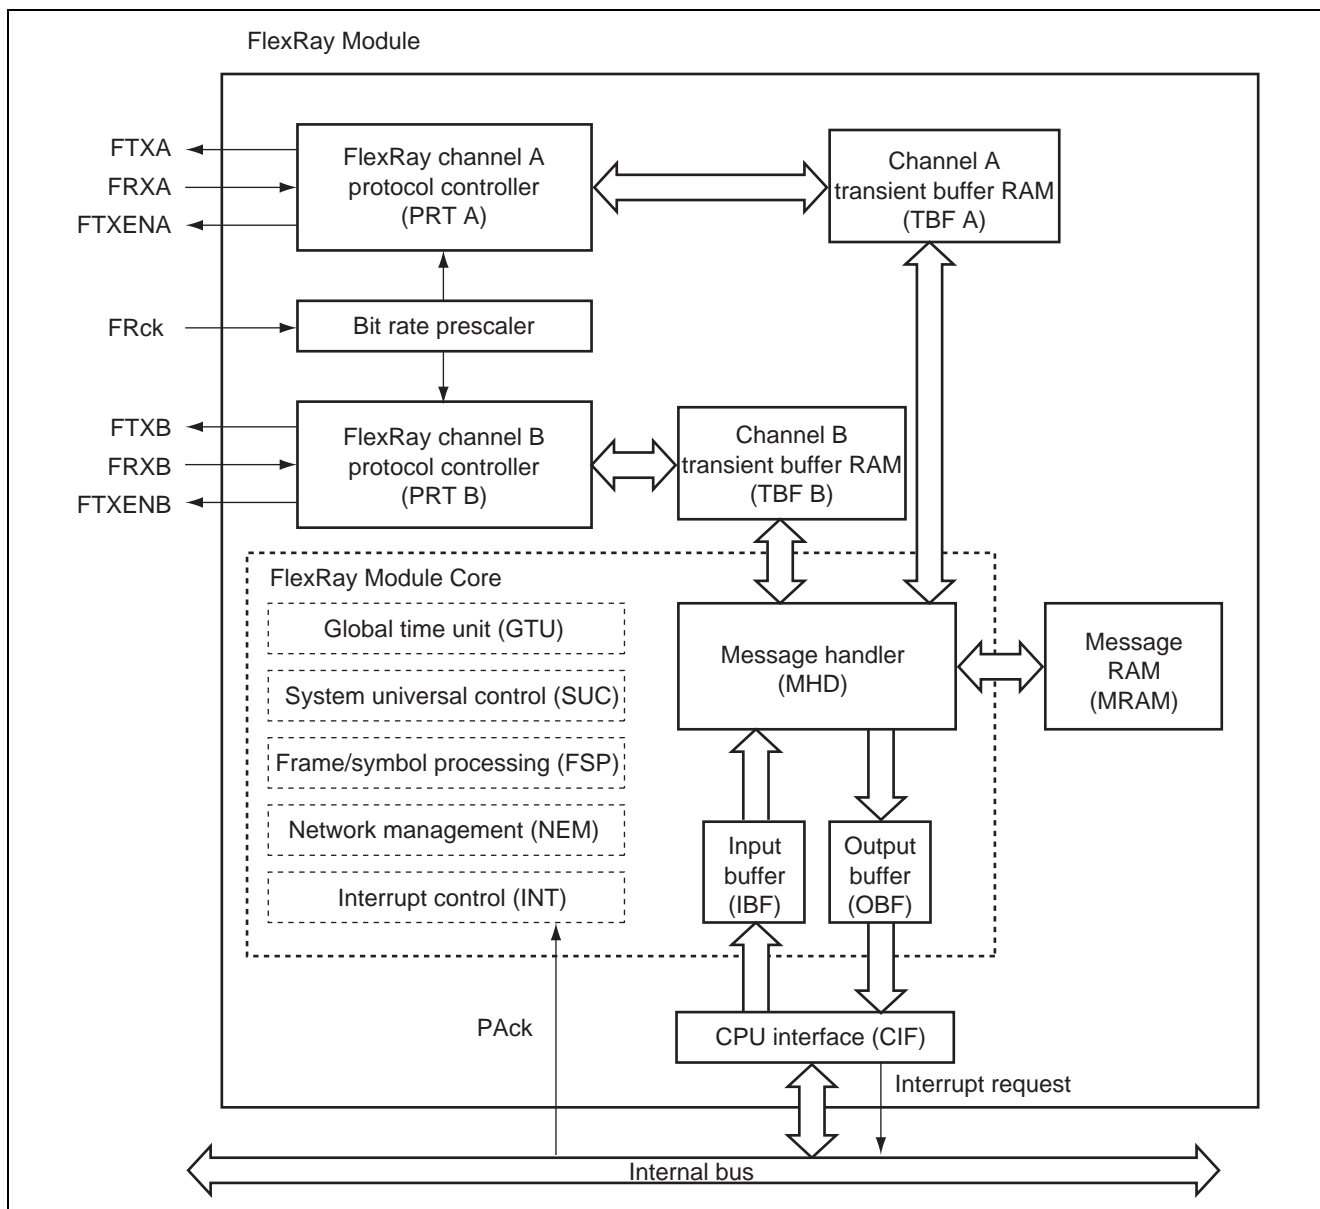 FlexRay Module
FTXA
FRXA
FTXENA
FlexRay channel A
protocol controller
(PRT A)
Channel A
transient buffer RAM
(TBF A)
FRck
Bit rate prescaler
FTXB
FRXB
FTXENB
FlexRay channel B
protocol controller
(PRT B)
Channel B
transient buffer RAM
(TBF B)
FlexRay Module Core
Global time unit (GTU)
System universal control (SUC)
Frame/symbol processing (FSP)
Network management (NEM)
Interrupt control (INT)
Message handler
(MHD)
Message
RAM
(MRAM)
Input
buffer
(IBF)
Output
buffer
(OBF)
PAck
CPU interface (CIF)
Interrupt request
Internal bus